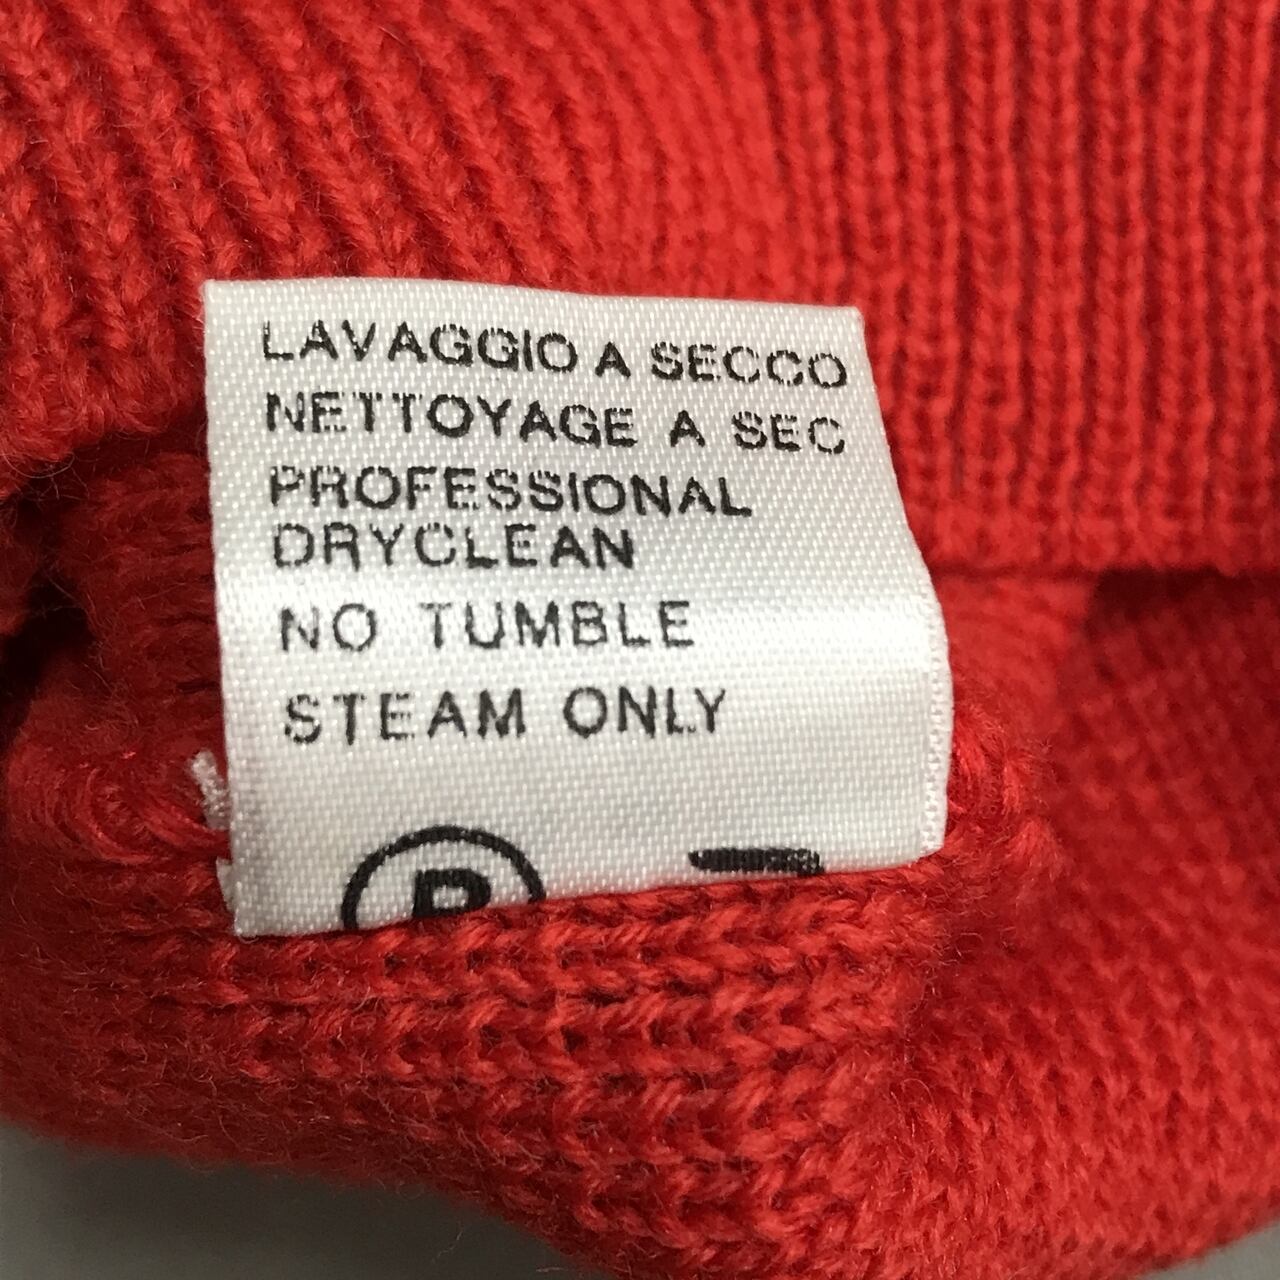 LAVAGGIO A SECCO
NETTOYAGE A SEC
PROFESSIONAL
DRYCLEAN
NO TUMBLE
STEAM ONLY
P